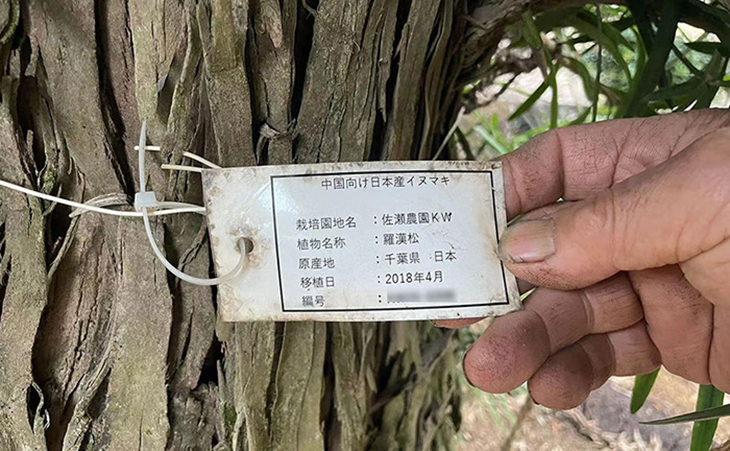 中国向け日本産イヌマキ
栽培園地名 : 佐瀬農園KW
植物名称 : 羅漢松
原産地 : 千葉県 日本
移植日 : 2018年4月
編号 :